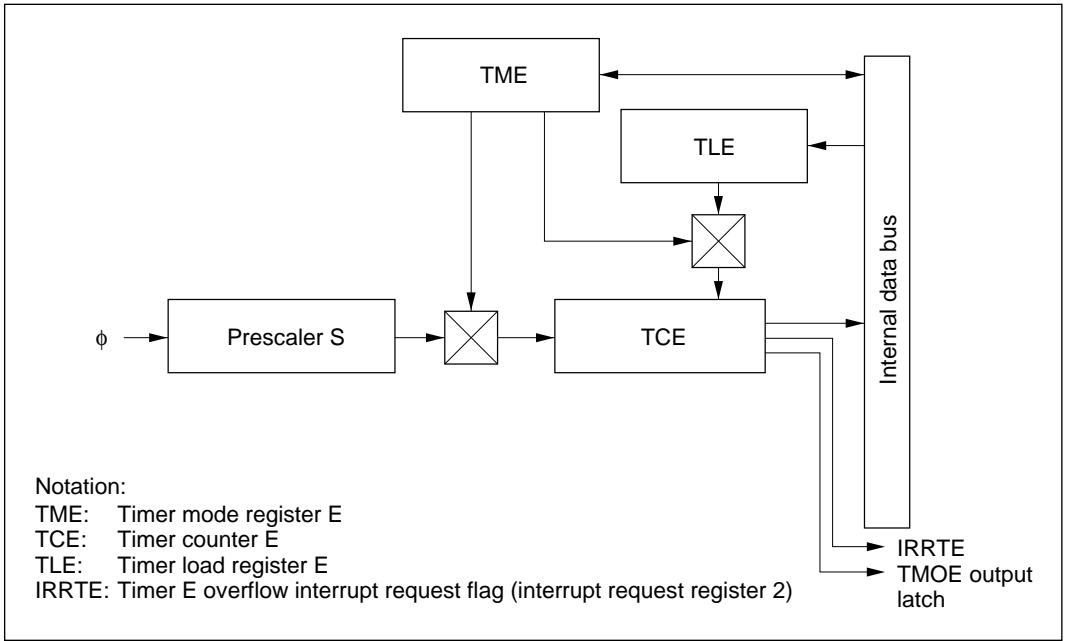 TME
TLE
Internal data bus
ϕ
Prescaler S
TCE
Notation:
TME: Timer mode register E
TCE: Timer counter E
TLE: Timer load register E
IRRTE: Timer E overflow interrupt request flag (interrupt request register 2)
IRRTE
TMOE output
latch